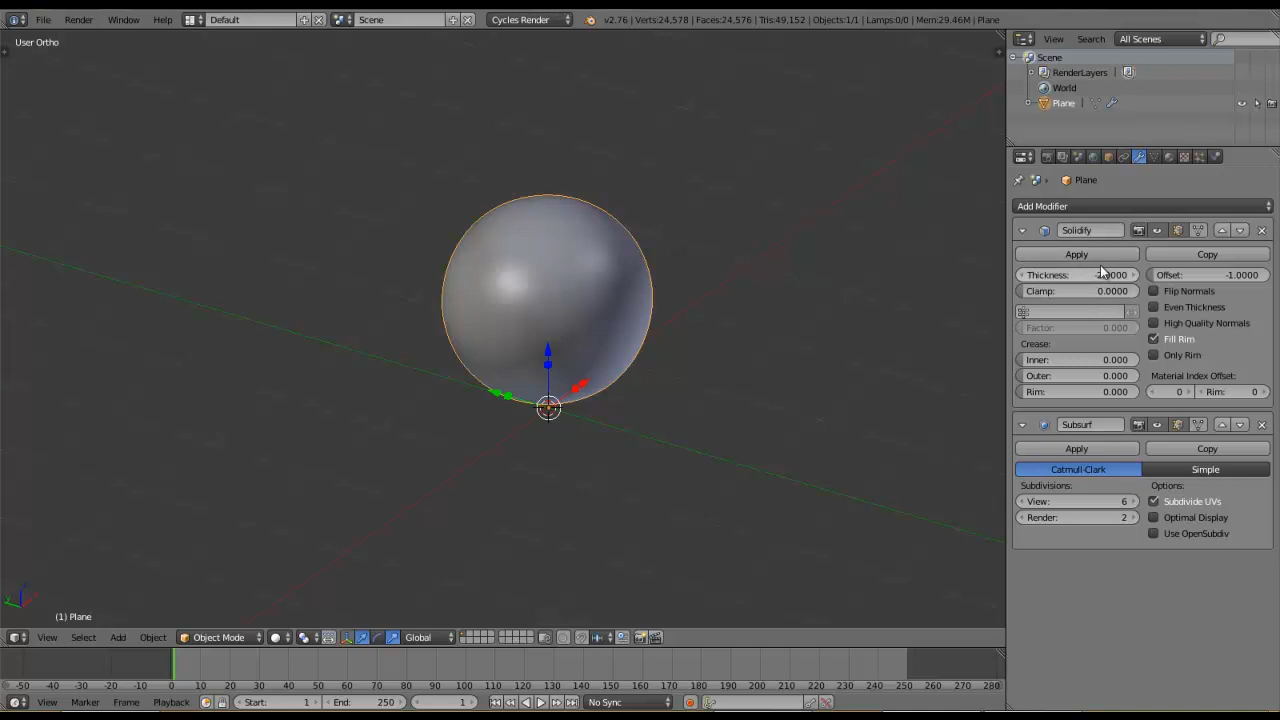 File Render Window Help Default Scene Cycles Render v2.76 | Verts:24,578 | Faces:24,576 | Tris:49,152 | Objects:1/1 | Lamps:0/0 | Mem:29.46M | Plane
User Ortho
View Search All Scenes
Scene
RenderLayers
World
Plane
Plane
Add Modifier
Solidify
Apply Copy
Thickness: Offset: -1.0000
Clamp: 0.0000 Flip Normals
Even Thickness
Factor: 0.000 High Quality Normals
Crease: Fill Rim
Inner: 0.000 Only Rim
Outer: 0.000 Material Index Offset:
Rim: 0.000 0 Rim: 0
Subsurf
Apply Copy
Catmull-Clark Simple
Subdivisions: Options:
View: 6 Subdivide UVs
Render: 2 Optimal Display
Use OpenSubdiv
(1) Plane
View Select Add Object Object Mode Global
-50 -40 -30 -20 -10 0 10 20 30 40 50 60 70 80 90 100 110 120 130 140 150 160 170 180 190 200 210 220 230 240 250 260 270 280
View Marker Frame Playback Start: 1 End: 250 1 No Sync